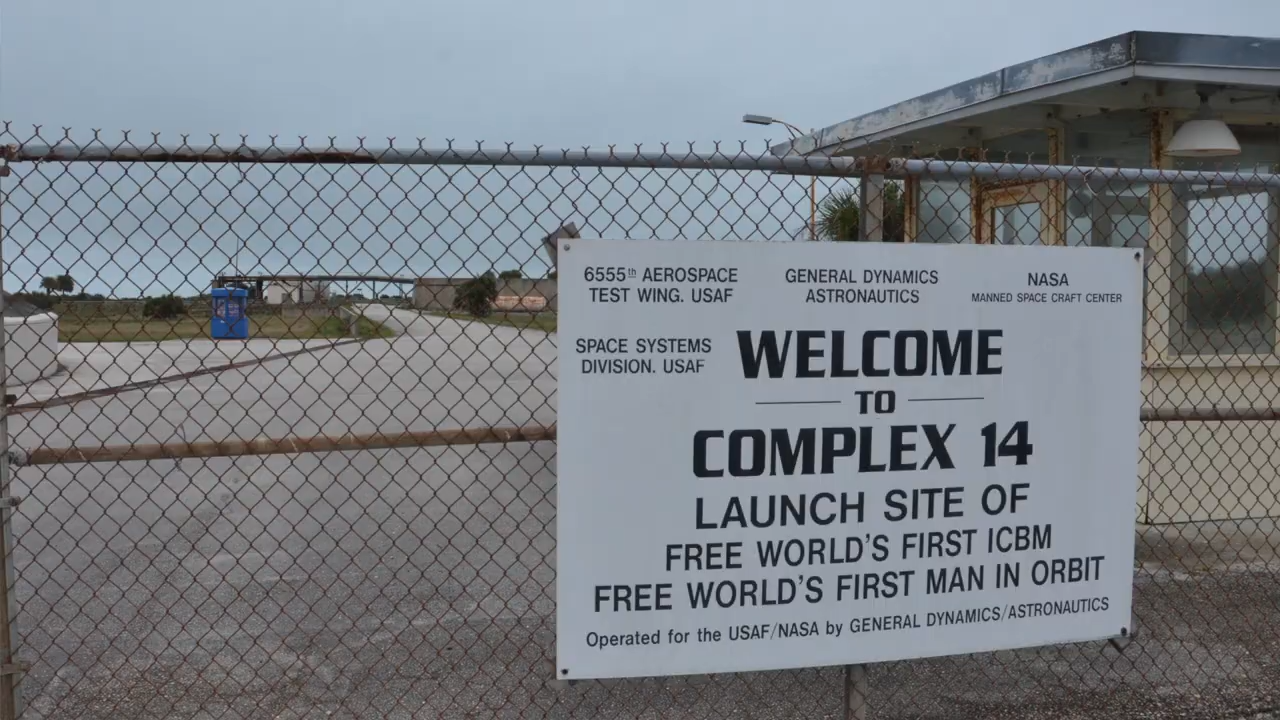 6555th AEROSPACE
TEST WING. USAF
GENERAL DYNAMICS
ASTRONAUTICS
NASA
MANNED SPACE CRAFT CENTER
SPACE SYSTEMS
DIVISION. USAF
WELCOME
TO
COMPLEX 14
LAUNCH SITE OF
FREE WORLD'S FIRST ICBM
FREE WORLD'S FIRST MAN IN ORBIT
Operated for the USAF/NASA by GENERAL DYNAMICS/ASTRONAUTICS